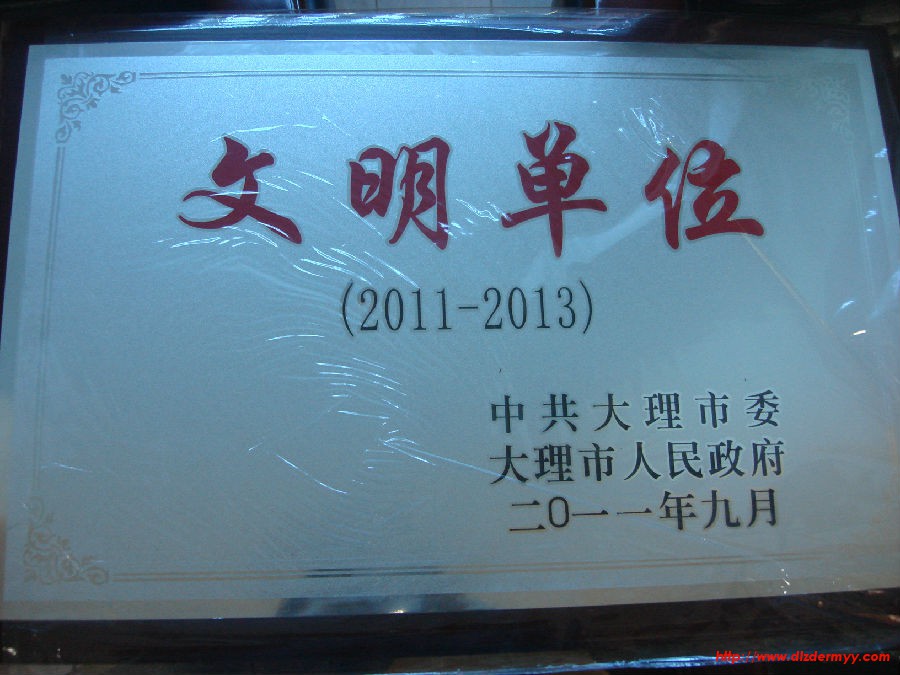 文明单位
(2011-2013)
中共大理市委
大理市人民政府
二〇一一年九月
http://www.dlzdermyy.com